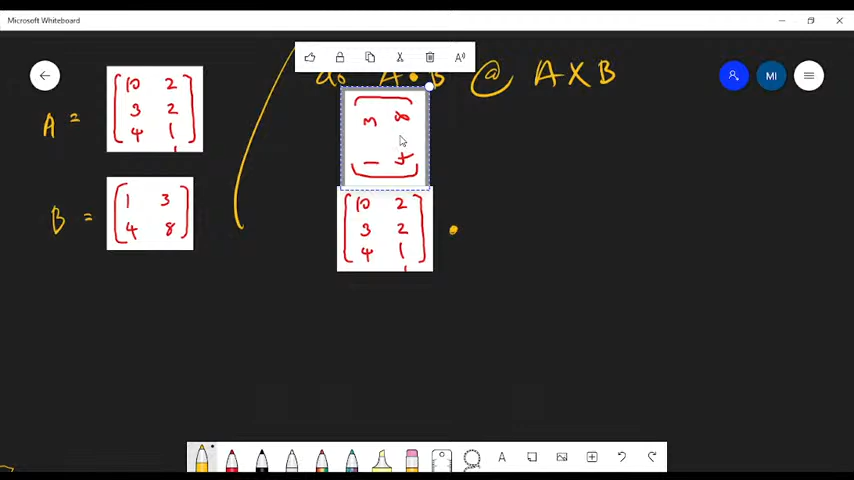 Microsoft Whiteboard
MI
do A • B @ A X B
A = [10 2
3 2
4 1]
B = [1 3
4 8]
[10 2
3 2
4 1] •